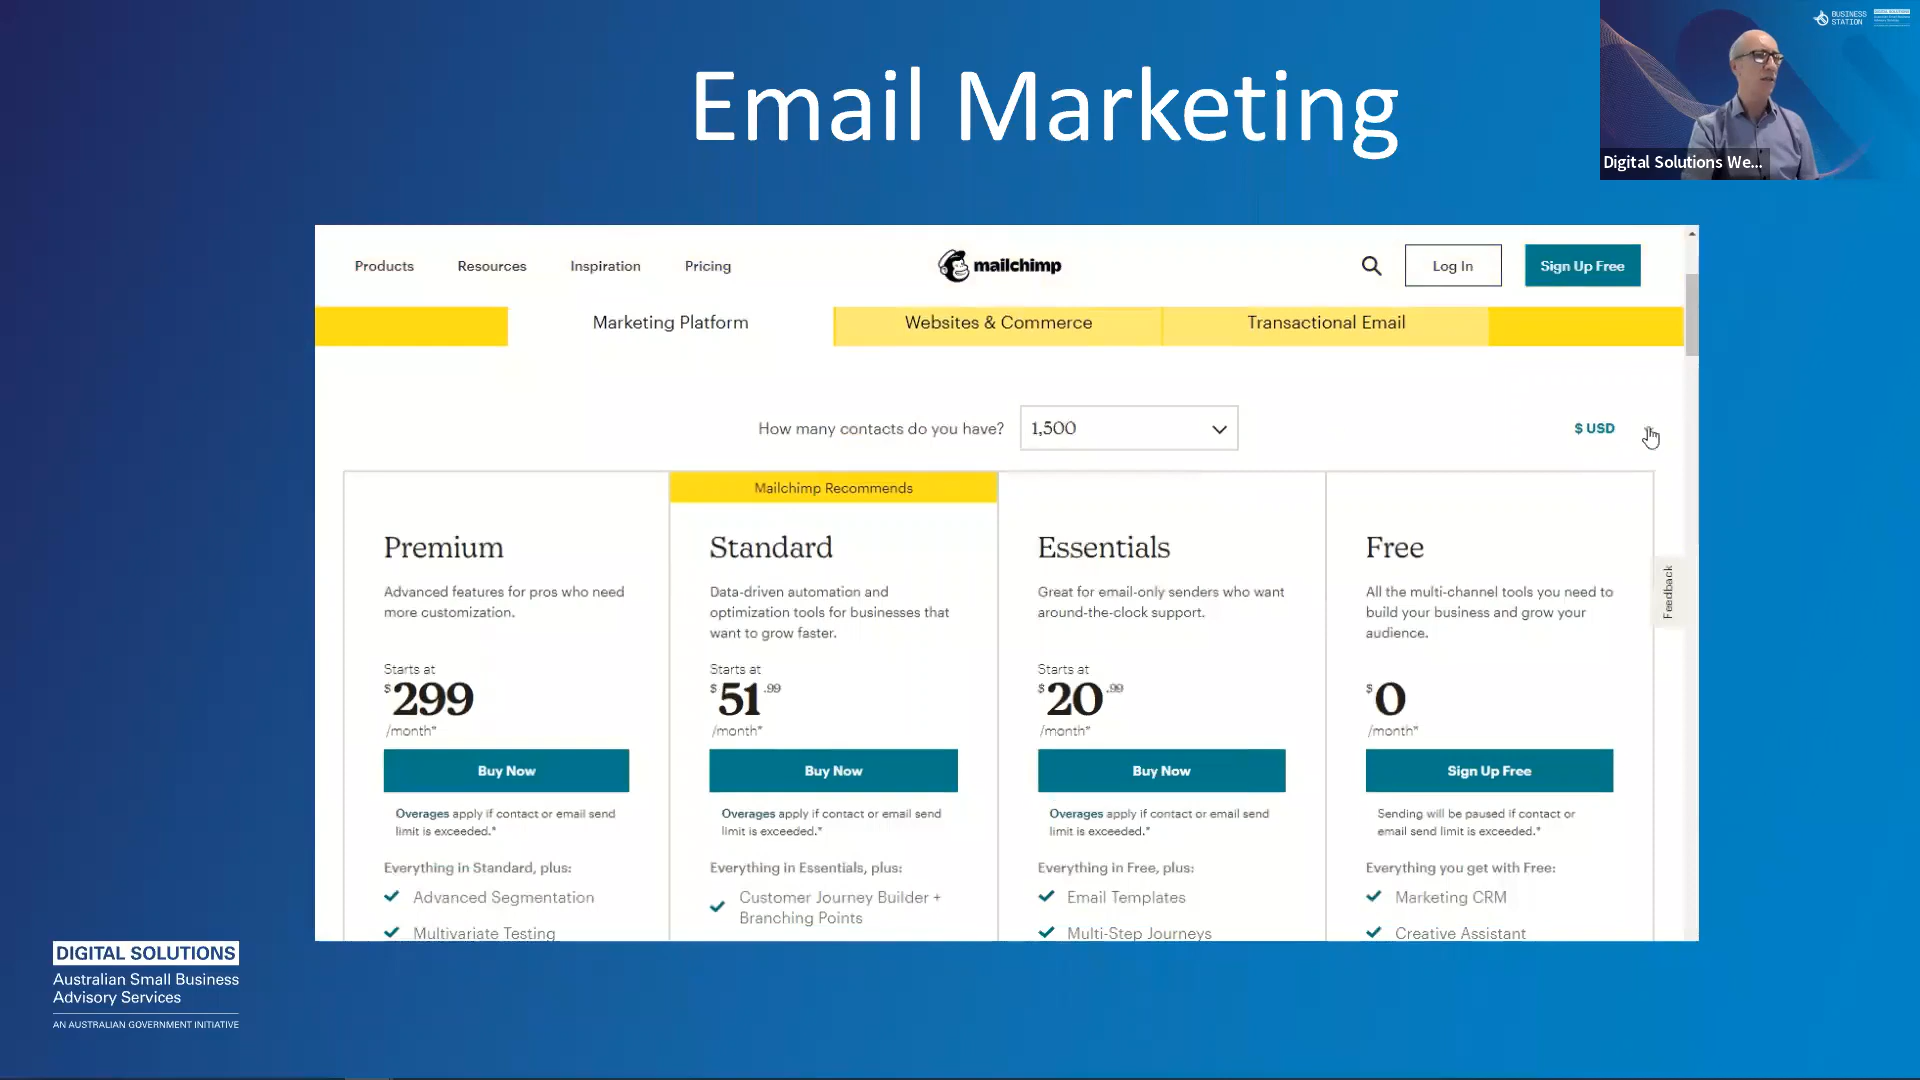 Email Marketing
BUSINESS
STATION
Digital Solutions We...
Products Resources Inspiration Pricing mailchimp Log In Sign Up Free
Marketing Platform Websites & Commerce Transactional Email
How many contacts do you have? 1,500 $ USD
Mailchimp Recommends
Premium
Advanced features for pros who need
more customization.
Starts at
$299
/month*
Buy Now
Overages apply if contact or email send
limit is exceeded.*
Everything in Standard, plus:
Advanced Segmentation
Multivariate Testing
Standard
Data-driven automation and
optimization tools for businesses that
want to grow faster.
Starts at
$51.99
/month*
Buy Now
Overages apply if contact or email send
limit is exceeded.*
Everything in Essentials, plus:
Customer Journey Builder +
Branching Points
Essentials
Great for email-only senders who want
around-the-clock support.
Starts at
$20.99
/month*
Buy Now
Overages apply if contact or email send
limit is exceeded.*
Everything in Free, plus:
Email Templates
Multi-Step Journeys
Free
All the multi-channel tools you need to
build your business and grow your
audience.
$0
/month*
Sign Up Free
Sending will be paused if contact or
email send limit is exceeded.*
Everything you get with Free:
Marketing CRM
Creative Assistant
Feedback
DIGITAL SOLUTIONS
Australian Small Business
Advisory Services
AN AUSTRALIAN GOVERNMENT INITIATIVE